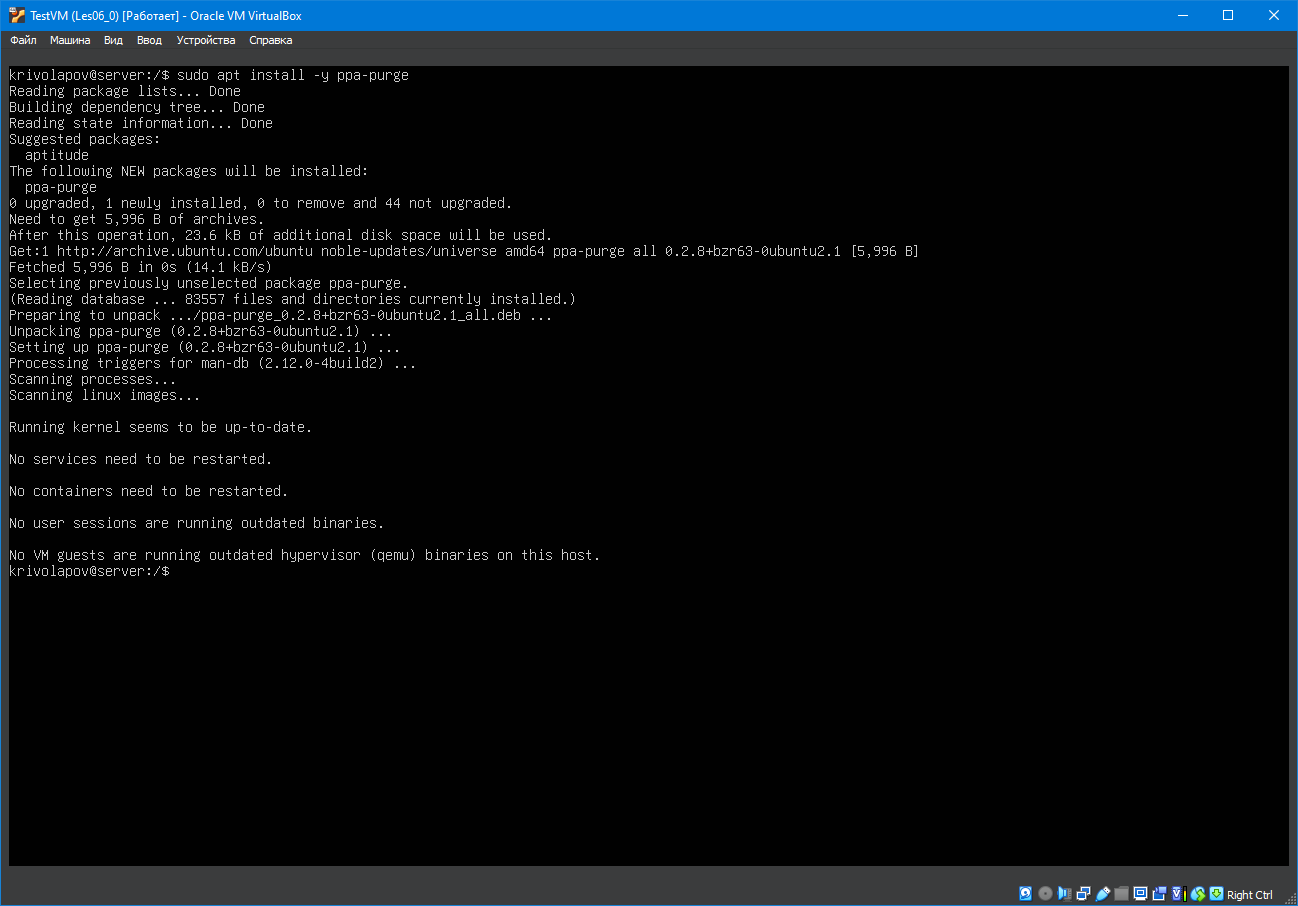 TestVM (Les06_0) [Работает] - Oracle VM VirtualBox
Файл Машина Вид Ввод Устройства Справка
krivolapov@server:/$ sudo apt install -y ppa-purge
Reading package lists... Done
Building dependency tree... Done
Reading state information... Done
Suggested packages:
  aptitude
The following NEW packages will be installed:
  ppa-purge
0 upgraded, 1 newly installed, 0 to remove and 44 not upgraded.
Need to get 5,996 B of archives.
After this operation, 23.6 kB of additional disk space will be used.
Get:1 http://archive.ubuntu.com/ubuntu noble-updates/universe amd64 ppa-purge all 0.2.8+bzr63-0ubuntu2.1 [5,996 B]
Fetched 5,996 B in 0s (14.1 kB/s)
Selecting previously unselected package ppa-purge.
(Reading database ... 83557 files and directories currently installed.)
Preparing to unpack .../ppa-purge_0.2.8+bzr63-0ubuntu2.1_all.deb ...
Unpacking ppa-purge (0.2.8+bzr63-0ubuntu2.1) ...
Setting up ppa-purge (0.2.8+bzr63-0ubuntu2.1) ...
Processing triggers for man-db (2.12.0-4build2) ...
Scanning processes...
Scanning linux images...
Running kernel seems to be up-to-date.
No services need to be restarted.
No containers need to be restarted.
No user sessions are running outdated binaries.
No VM guests are running outdated hypervisor (qemu) binaries on this host.
krivolapov@server:/$
Right Ctrl